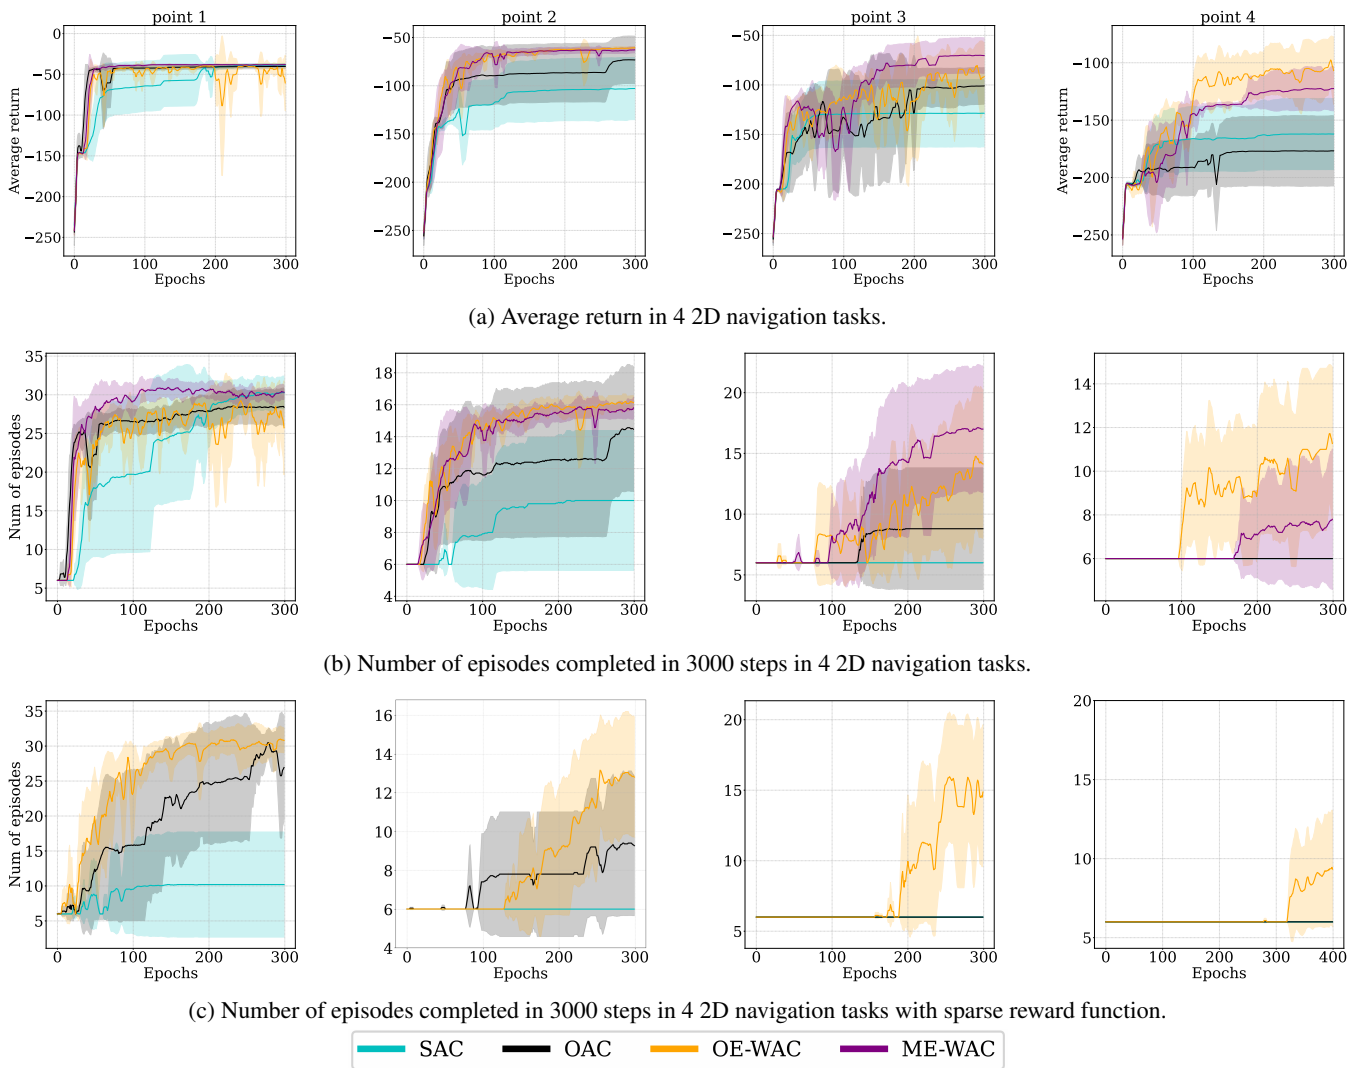 point 1 point 2 point 3 point 4
Average return
0
−50
−100
−150
−200
−250
0 100 200 300
Epochs
−50
−100
−150
−200
−250
0 100 200 300
Epochs
−50
−100
−150
−200
−250
0 100 200 300
Epochs
Average return
−100
−150
−200
−250
0 100 200 300
Epochs
(a) Average return in 4 2D navigation tasks.
Num of episodes
35
30
25
20
15
10
5
0 100 200 300
Epochs
18
16
14
12
10
8
6
4
0 100 200 300
Epochs
20
15
10
5
0 100 200 300
Epochs
14
12
10
8
6
0 100 200 300
Epochs
(b) Number of episodes completed in 3000 steps in 4 2D navigation tasks.
Num of episodes
35
30
25
20
15
10
5
0 100 200 300
Epochs
16
14
12
10
8
6
4
0 100 200 300
Epochs
20
15
10
5
0 100 200 300
Epochs
20
15
10
5
0 100 200 300 400
Epochs
(c) Number of episodes completed in 3000 steps in 4 2D navigation tasks with sparse reward function.
SAC OAC OE-WAC ME-WAC